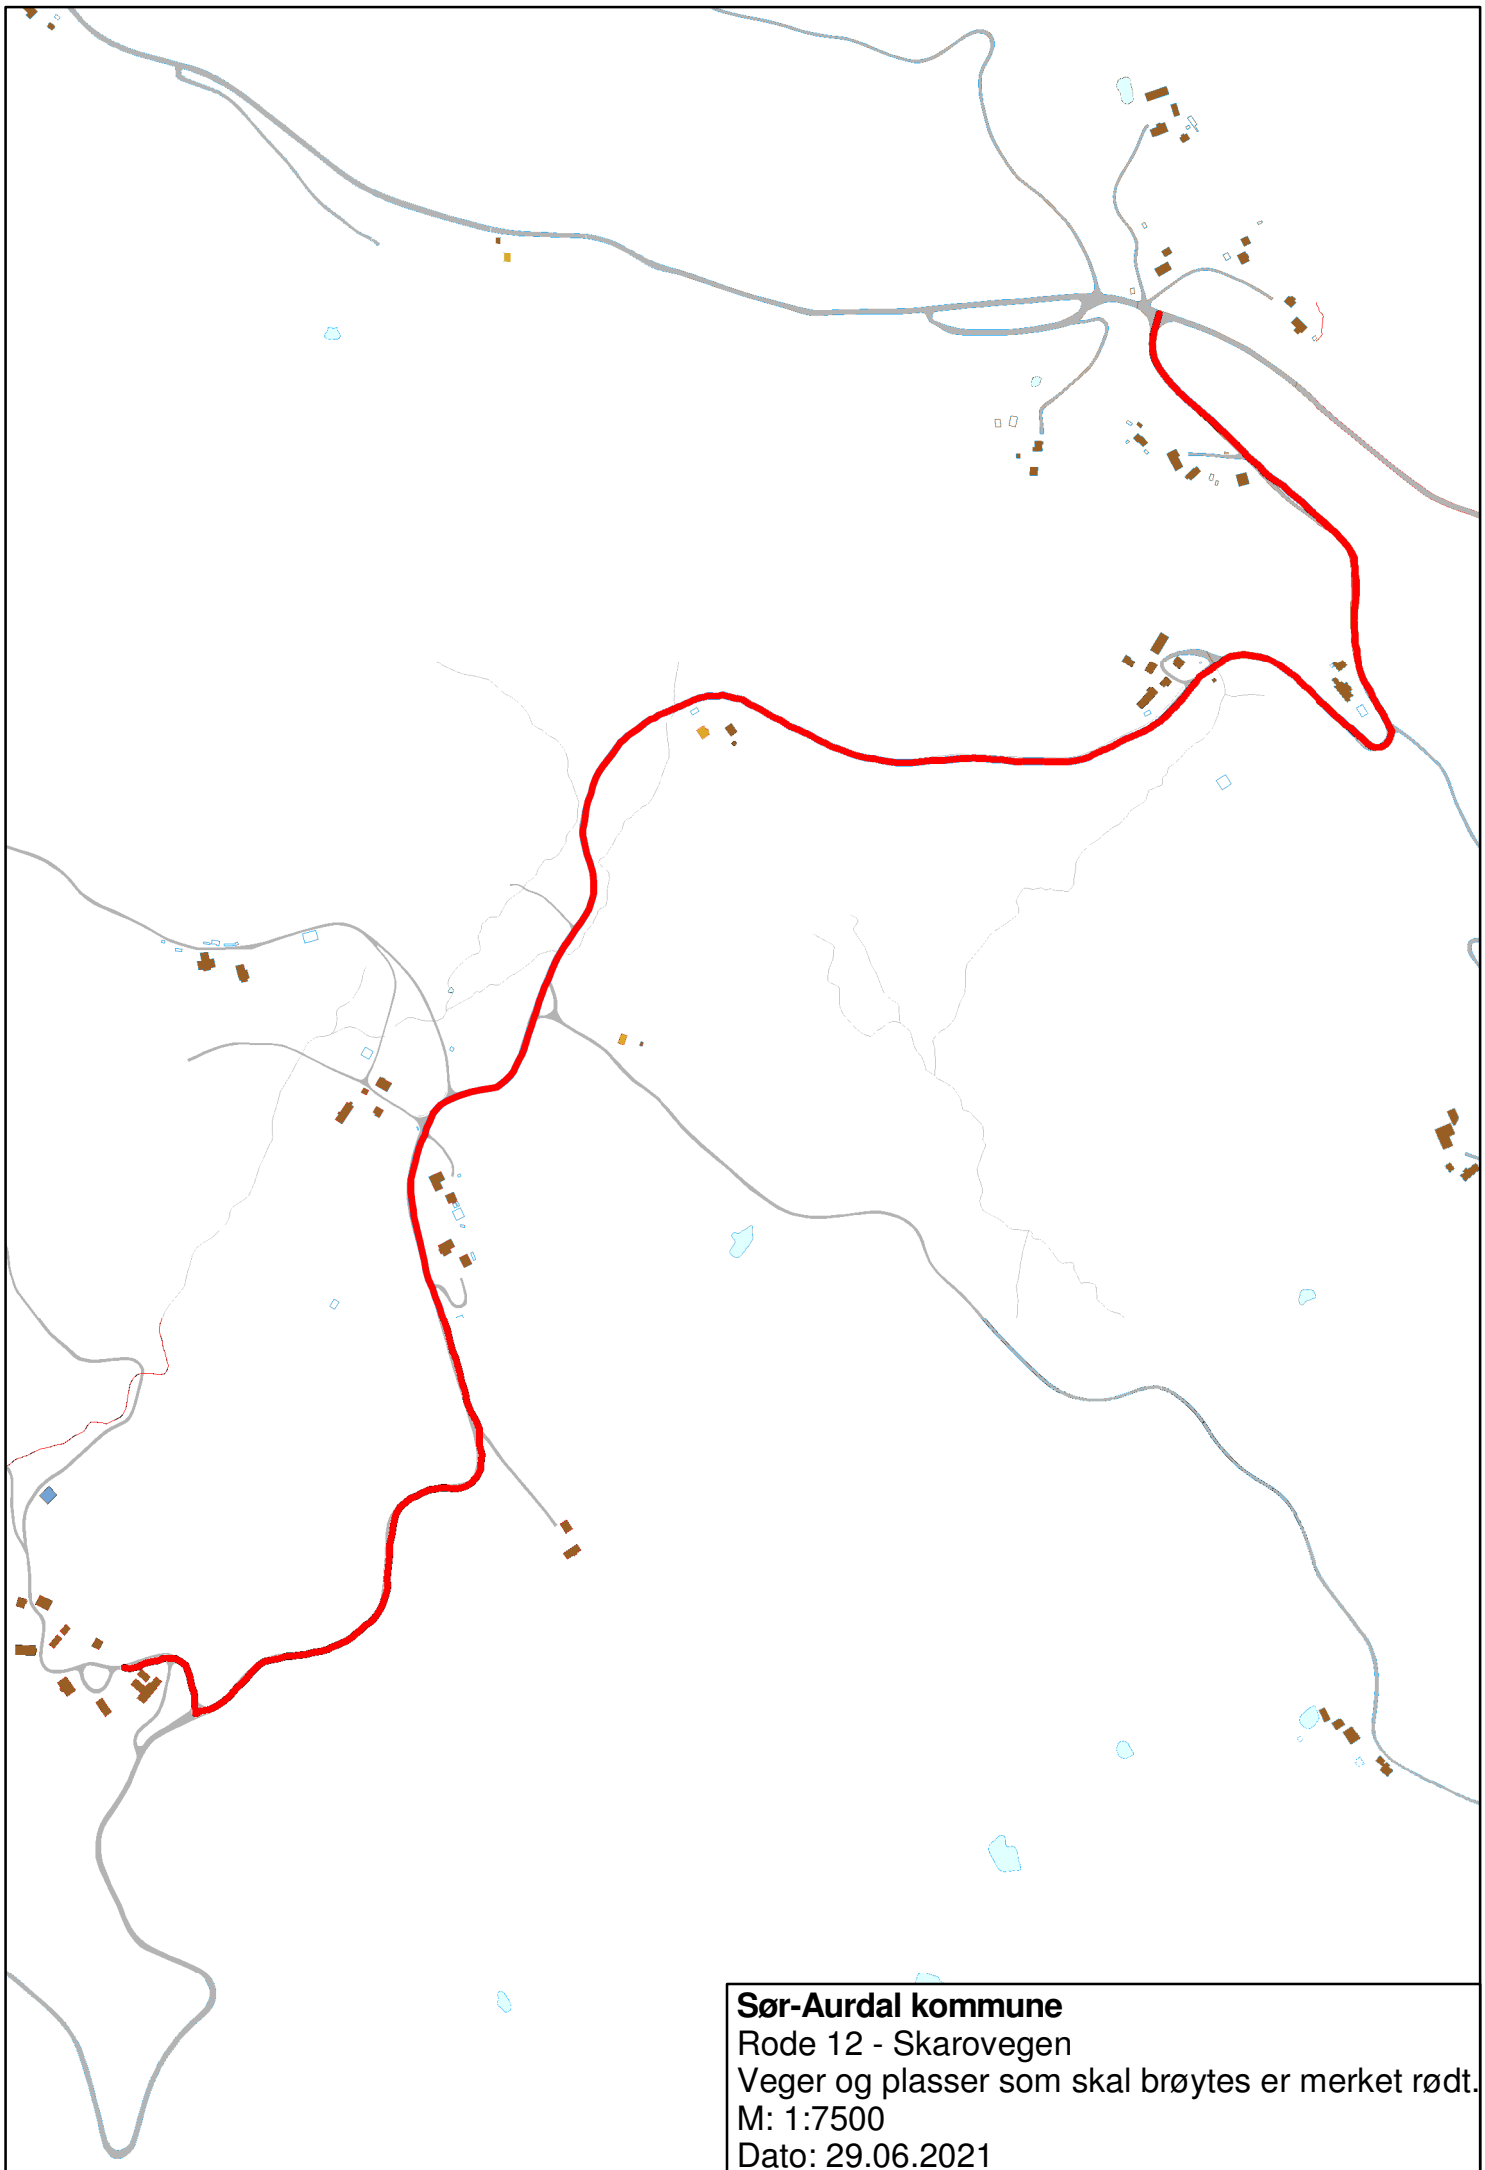 Sør-Aurdal kommune
Rode 12 - Skarovegen
Veger og plasser som skal brøytes er merket rødt.
M: 1:7500
Dato: 29.06.2021